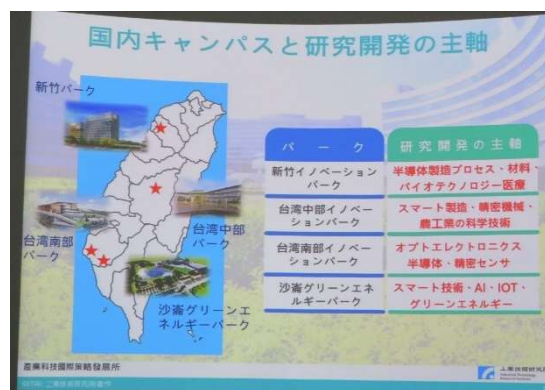 国内キャンパスと研究開発の主軸
新竹パーク
台湾中部
パーク
台湾南部
パーク
沙崙グリーンエ
ネルギーパーク
パーク
研究開発の主軸
新竹イノベーション
パーク
半導体製造プロセス・材料・
バイオテクノロジー医療
台湾中部イノベー
ションパーク
スマート製造・精密機械・
農工業の科学技術
台湾南部イノベー
ションパーク
オプトエレクトロニクス
半導体・精密センサ
沙崙グリーンエネ
ルギーパーク
スマート技術・AI・IOT・
グリーンエネルギー
產業科技國際策略發展所
工業技術研究